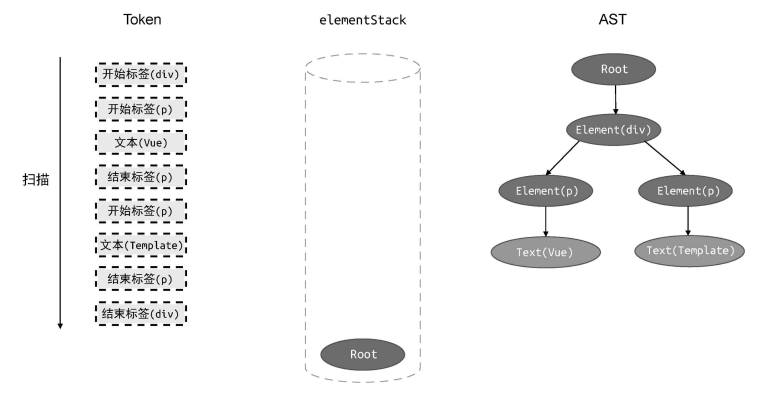 Token
elementStack
AST
扫描
开始标签(div)
开始标签(p)
文本(Vue)
结束标签(p)
开始标签(p)
文本(Template)
结束标签(p)
结束标签(div)
Root
Root
Element(div)
Element(p)
Element(p)
Text(Vue)
Text(Template)